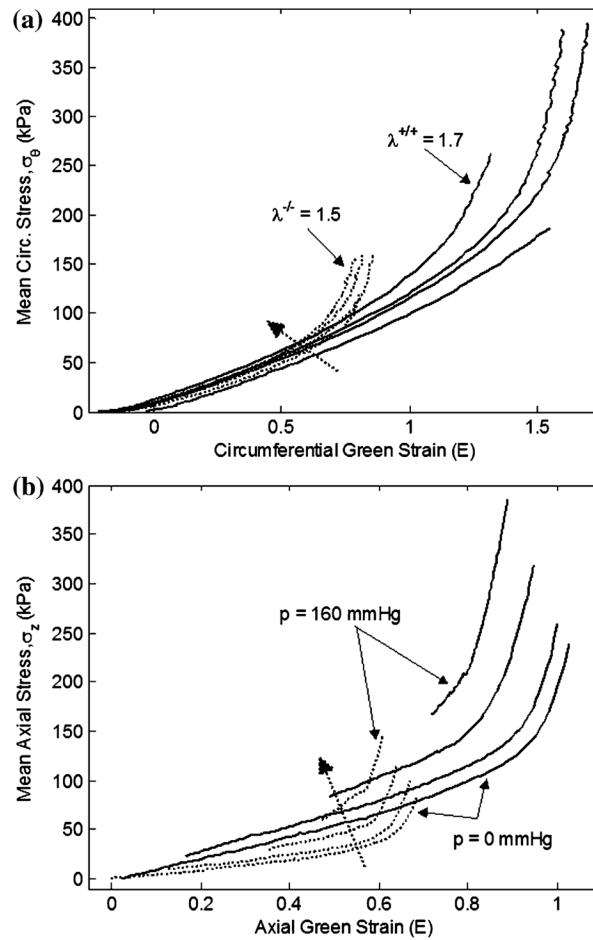 (a)
400
350
300
250
200
150
100
50
0
Mean Circ. Stress, σθ (kPa)
λ+/+ = 1.7
λ-/- = 1.5
0 0.5 1 1.5
Circumferential Green Strain (E)
(b)
400
350
300
250
200
150
100
50
0
Mean Axial Stress, σz (kPa)
p = 160 mmHg
p = 0 mmHg
0 0.2 0.4 0.6 0.8 1
Axial Green Strain (E)